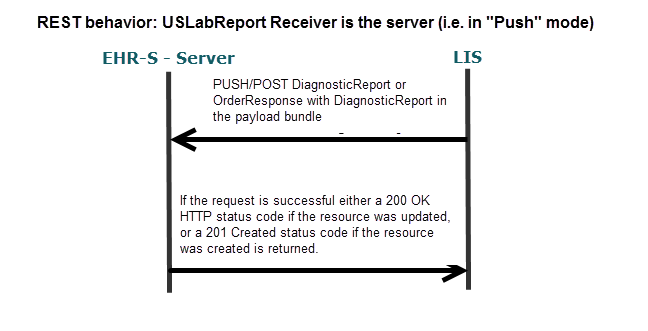 REST behavior: USLabReport Receiver is the server (i.e. in "Push" mode)
EHR-S - Server
LIS
PUSH/POST DiagnosticReport or
OrderResponse with DiagnosticReport in
the payload bundle
If the request is successful either a 200 OK
HTTP status code if the resource was updated,
or a 201 Created status code if the resource
was created is returned.